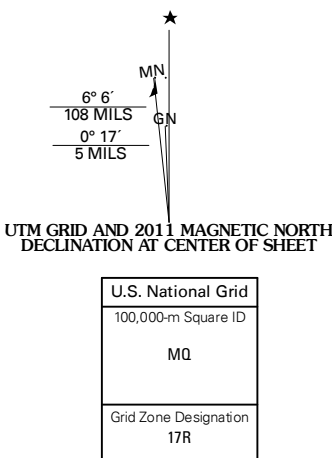 ★
MN
6° 6´
108 MILS
GN
0° 17´
5 MILS
UTM GRID AND 2011 MAGNETIC NORTH
DECLINATION AT CENTER OF SHEET
U.S. National Grid
100,000-m Square ID
MQ
Grid Zone Designation
17R